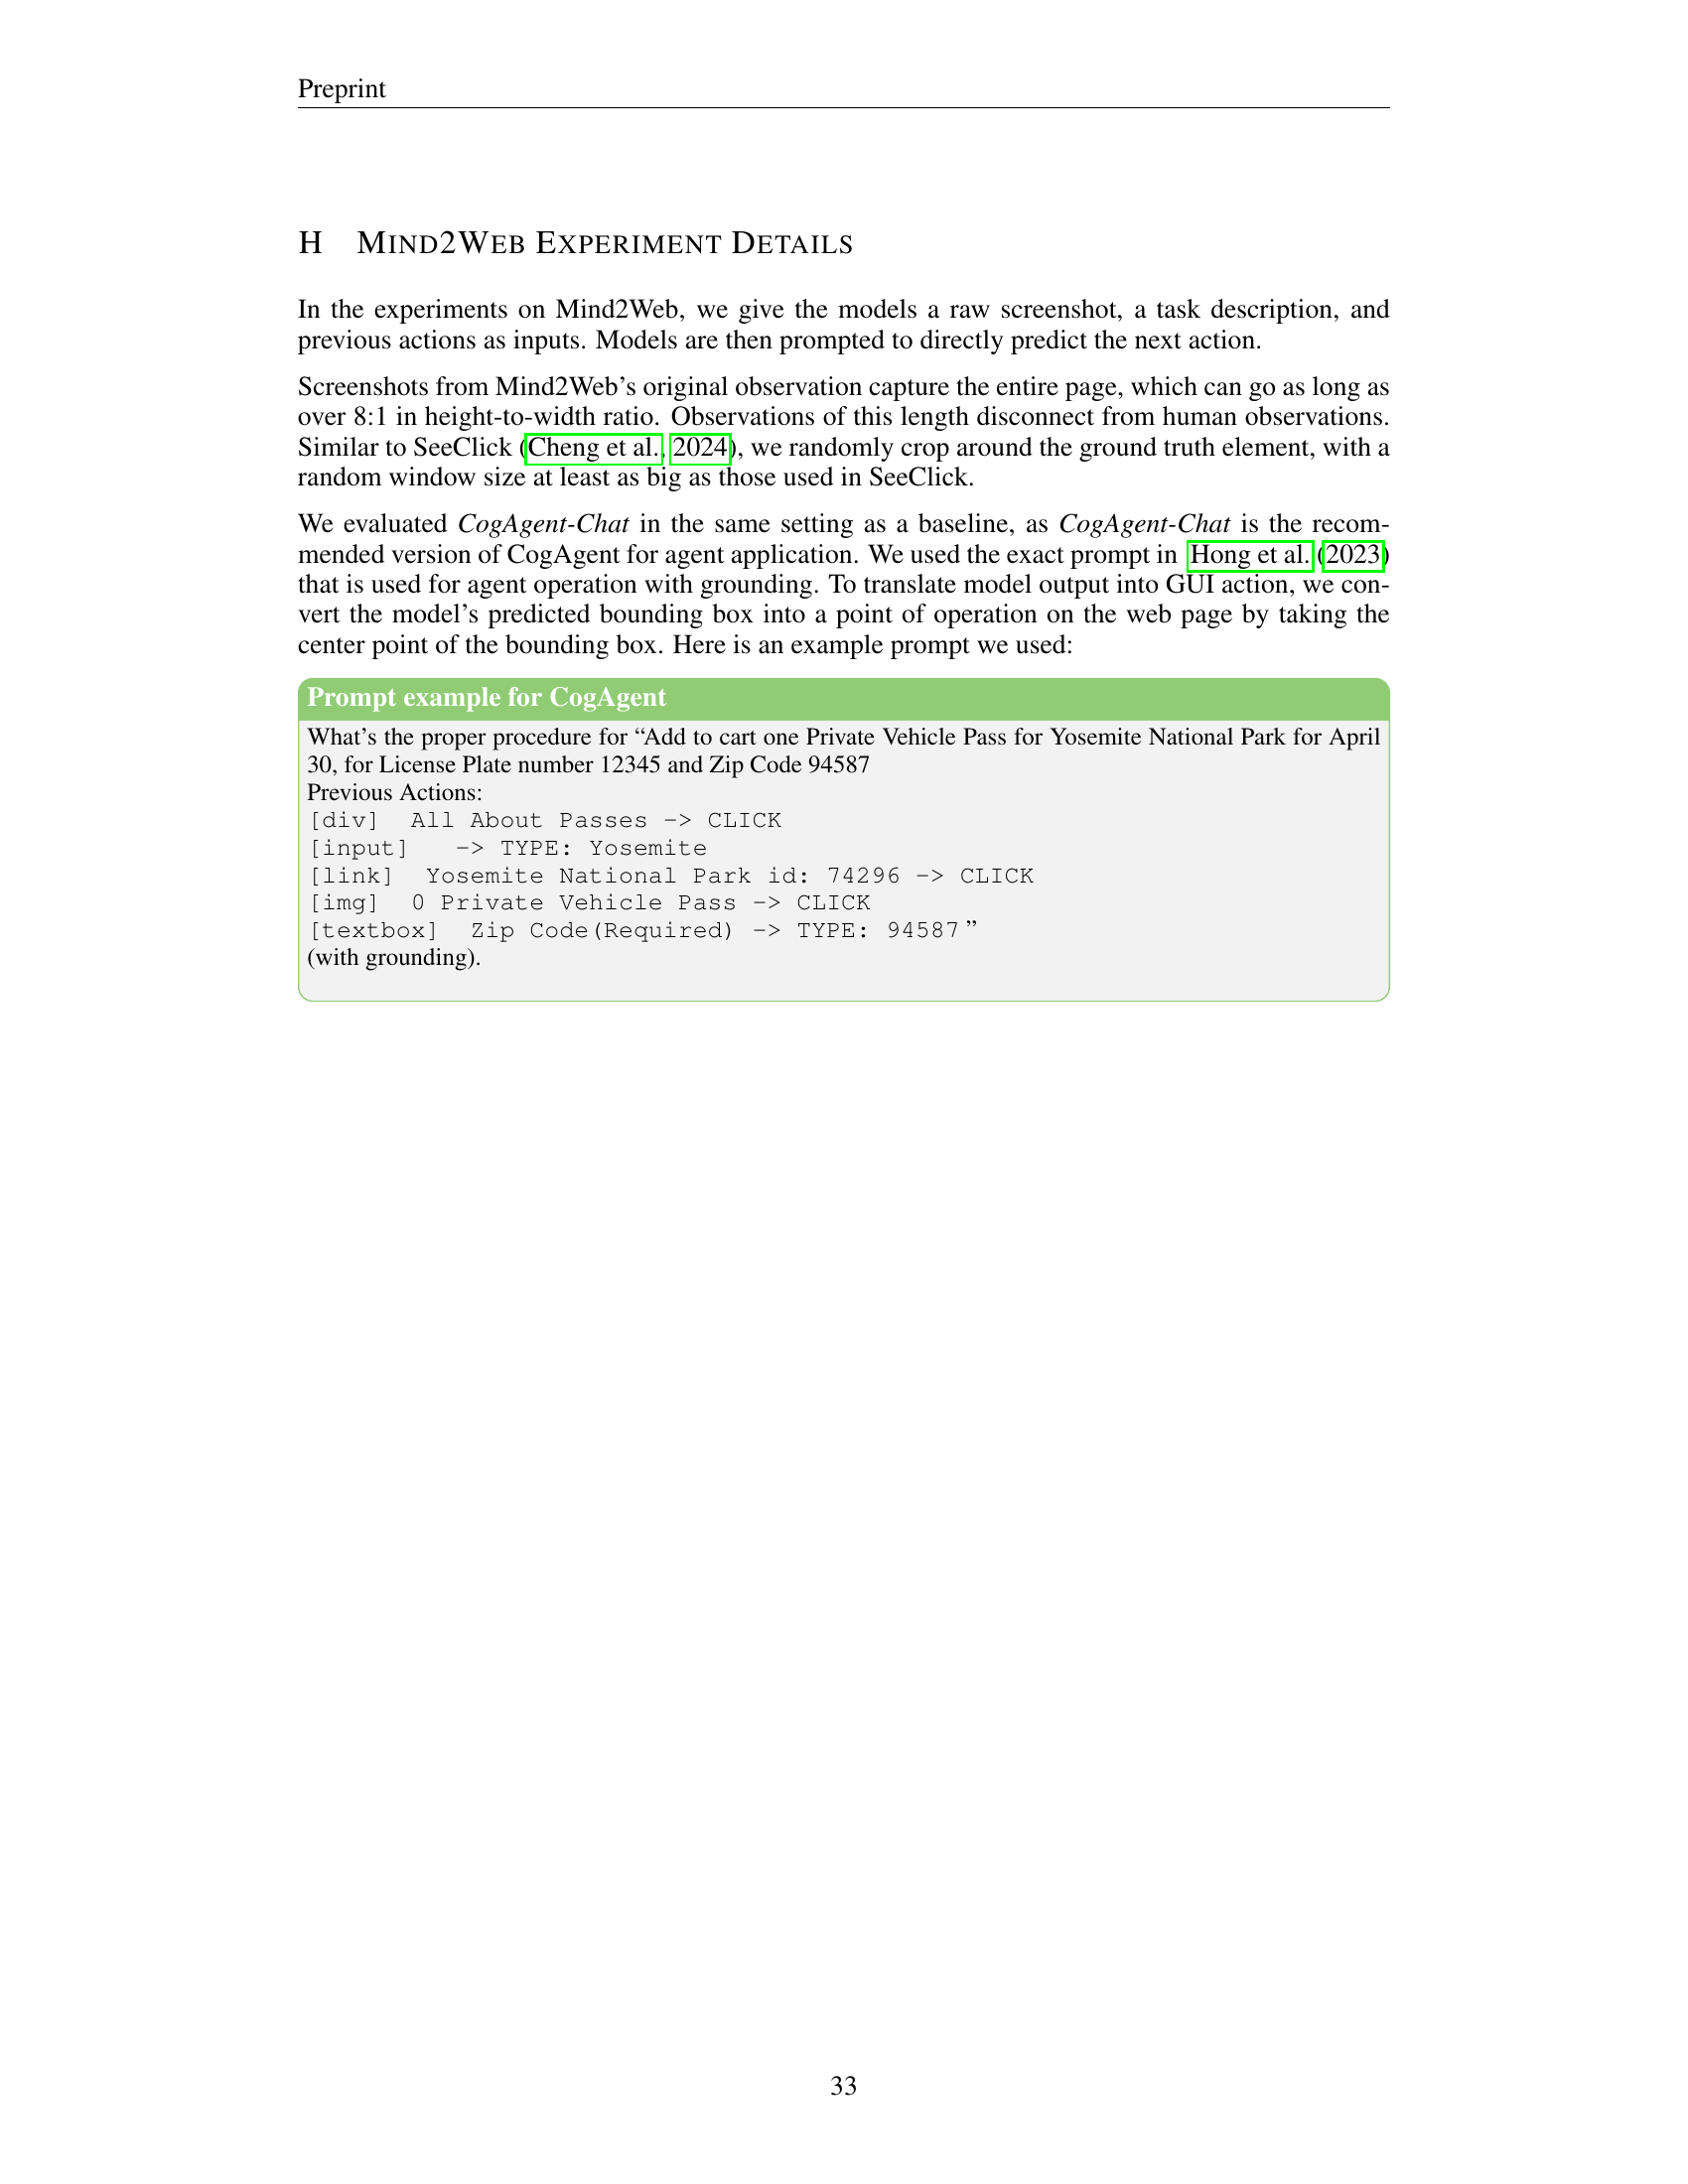 Preprint
H MIND2WEB EXPERIMENT DETAILS
In the experiments on Mind2Web, we give the models a raw screenshot, a task description, and
previous actions as inputs. Models are then prompted to directly predict the next action.
Screenshots from Mind2Web's original observation capture the entire page, which can go as long as
over 8:1 in height-to-width ratio. Observations of this length disconnect from human observations.
Similar to SeeClick (Cheng et al., 2024), we randomly crop around the ground truth element, with a
random window size at least as big as those used in SeeClick.
We evaluated CogAgent-Chat in the same setting as a baseline, as CogAgent-Chat is the recom-
mended version of CogAgent for agent application. We used the exact prompt in Hong et al. (2023)
that is used for agent operation with grounding. To translate model output into GUI action, we con-
vert the model's predicted bounding box into a point of operation on the web page by taking the
center point of the bounding box. Here is an example prompt we used:
Prompt example for CogAgent
What's the proper procedure for “Add to cart one Private Vehicle Pass for Yosemite National Park for April
30, for License Plate number 12345 and Zip Code 94587
Previous Actions:
[div] All About Passes -> CLICK
[input] -> TYPE: Yosemite
[link] Yosemite National Park id: 74296 -> CLICK
[img] 0 Private Vehicle Pass -> CLICK
[textbox] Zip Code(Required) -> TYPE: 94587 ”
(with grounding).
33